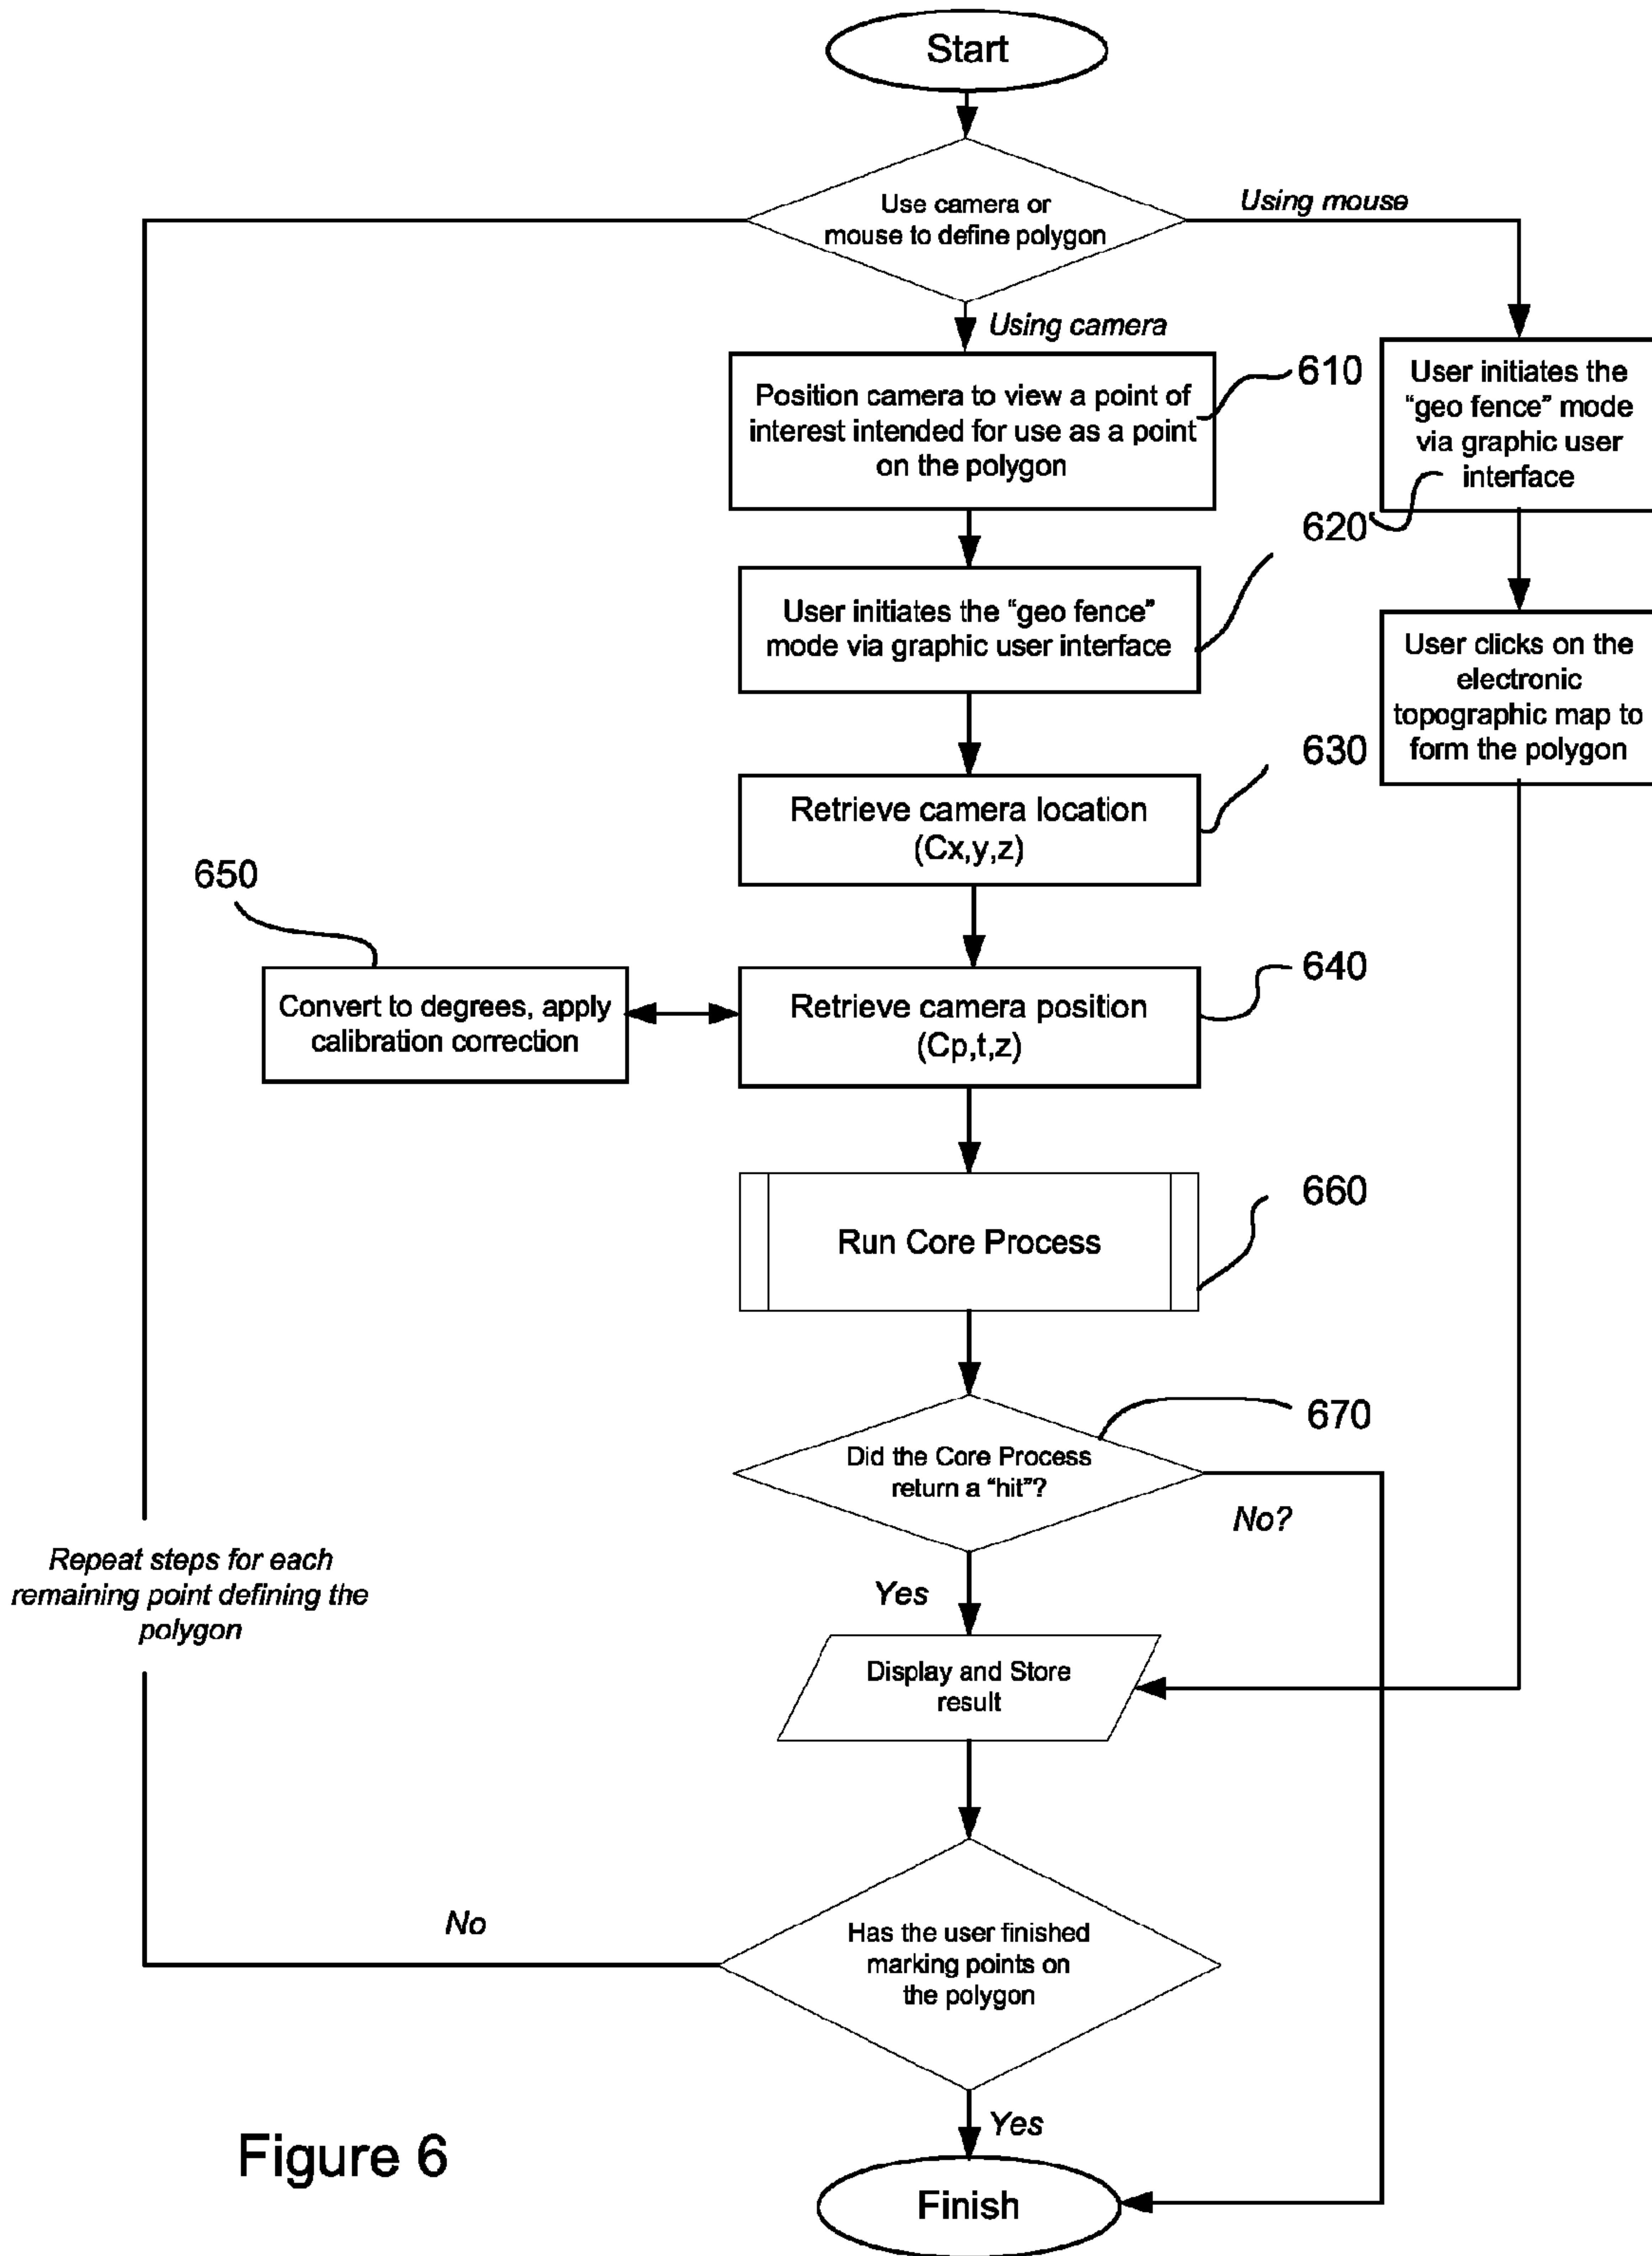 Start
Use camera or
mouse to define polygon
Using mouse
Using camera
Position camera to view a point of
interest intended for use as a point
on the polygon
610
User initiates the
“geo fence” mode
via graphic user
interface
620
User initiates the “geo fence”
mode via graphic user interface
User clicks on the
electronic
topographic map to
form the polygon
630
Retrieve camera location
(Cx,y,z)
650
Convert to degrees, apply
calibration correction
640
Retrieve camera position
(Cp,t,z)
660
Run Core Process
670
Did the Core Process
return a “hit”?
No?
Repeat steps for each
remaining point defining the
polygon
Yes
Display and Store
result
No
Has the user finished
marking points on
the polygon
Yes
Figure 6
Finish